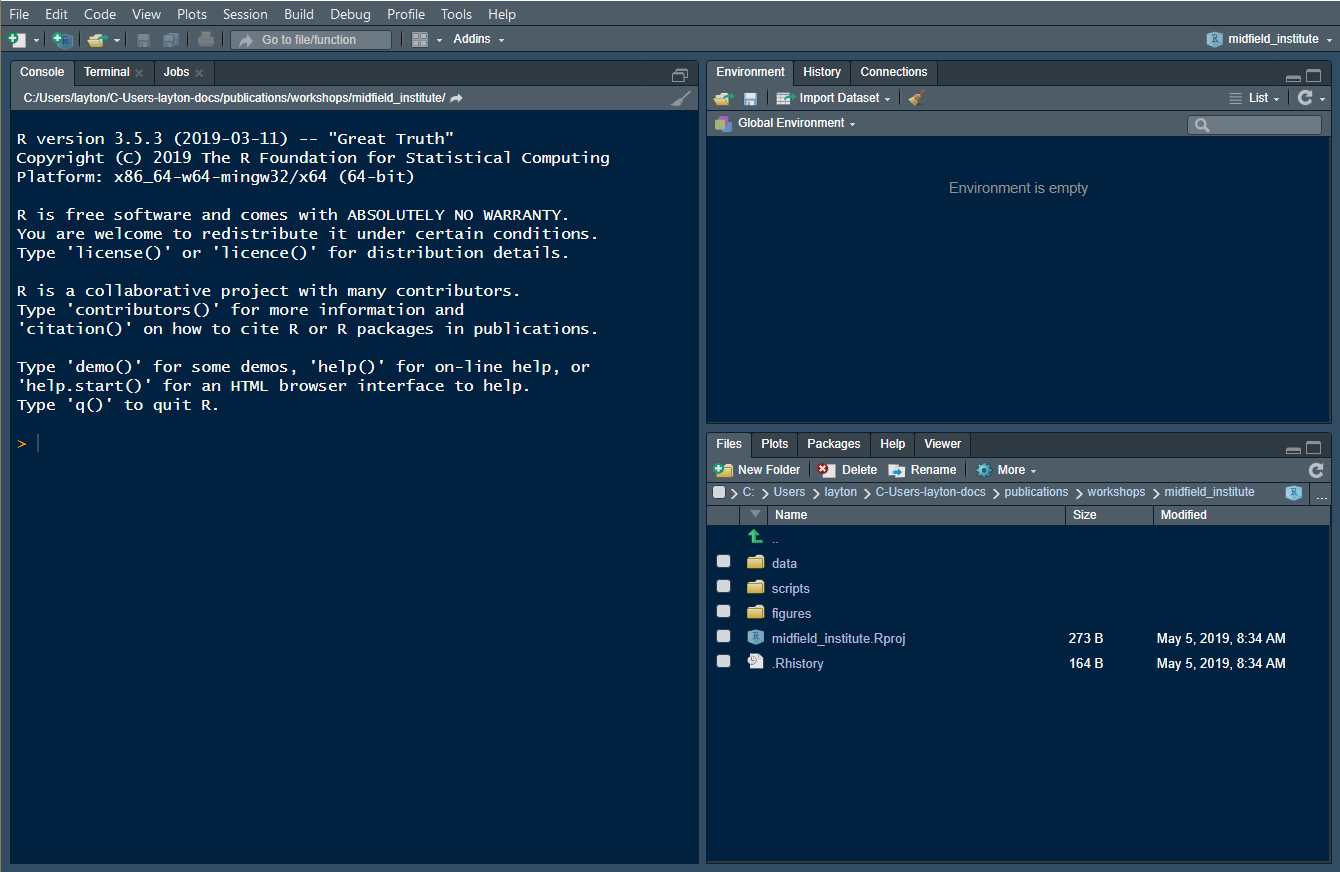 File Edit Code View Plots Session Build Debug Profile Tools Help
Go to file/function Addins midfield_institute
Console Terminal Jobs
C:/Users/layton/C-Users-layton-docs/publications/workshops/midfield_institute/
R version 3.5.3 (2019-03-11) -- "Great Truth"
Copyright (C) 2019 The R Foundation for Statistical Computing
Platform: x86_64-w64-mingw32/x64 (64-bit)
R is free software and comes with ABSOLUTELY NO WARRANTY.
You are welcome to redistribute it under certain conditions.
Type 'license()' or 'licence()' for distribution details.
R is a collaborative project with many contributors.
Type 'contributors()' for more information and
'citation()' on how to cite R or R packages in publications.
Type 'demo()' for some demos, 'help()' for on-line help, or
'help.start()' for an HTML browser interface to help.
Type 'q()' to quit R.
>
Environment History Connections
Import Dataset List
Global Environment
Environment is empty
Files Plots Packages Help Viewer
New Folder Delete Rename More
C: Users layton C-Users-layton-docs publications workshops midfield_institute R ...
Name Size Modified
..
data
scripts
figures
midfield_institute.Rproj 273 B May 5, 2019, 8:34 AM
.Rhistory 164 B May 5, 2019, 8:34 AM